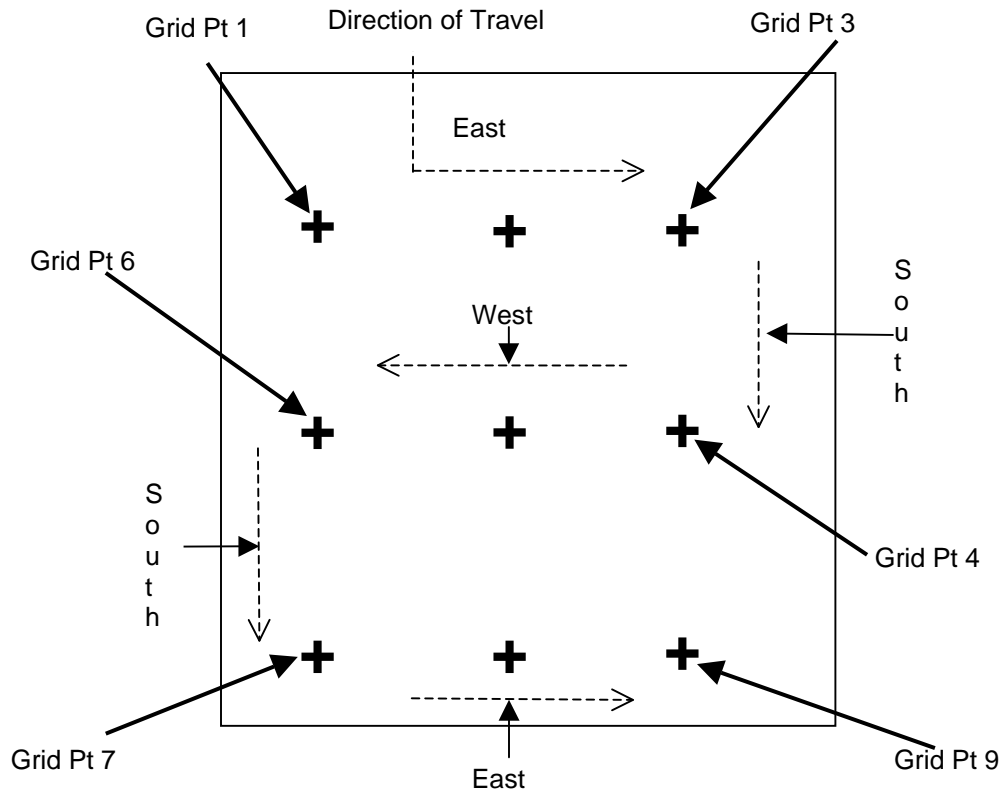 Grid Pt 1
Direction of Travel
Grid Pt 3
East
Grid Pt 6
West
S
o
u
t
h
S
o
u
t
h
Grid Pt 4
Grid Pt 7
East
Grid Pt 9